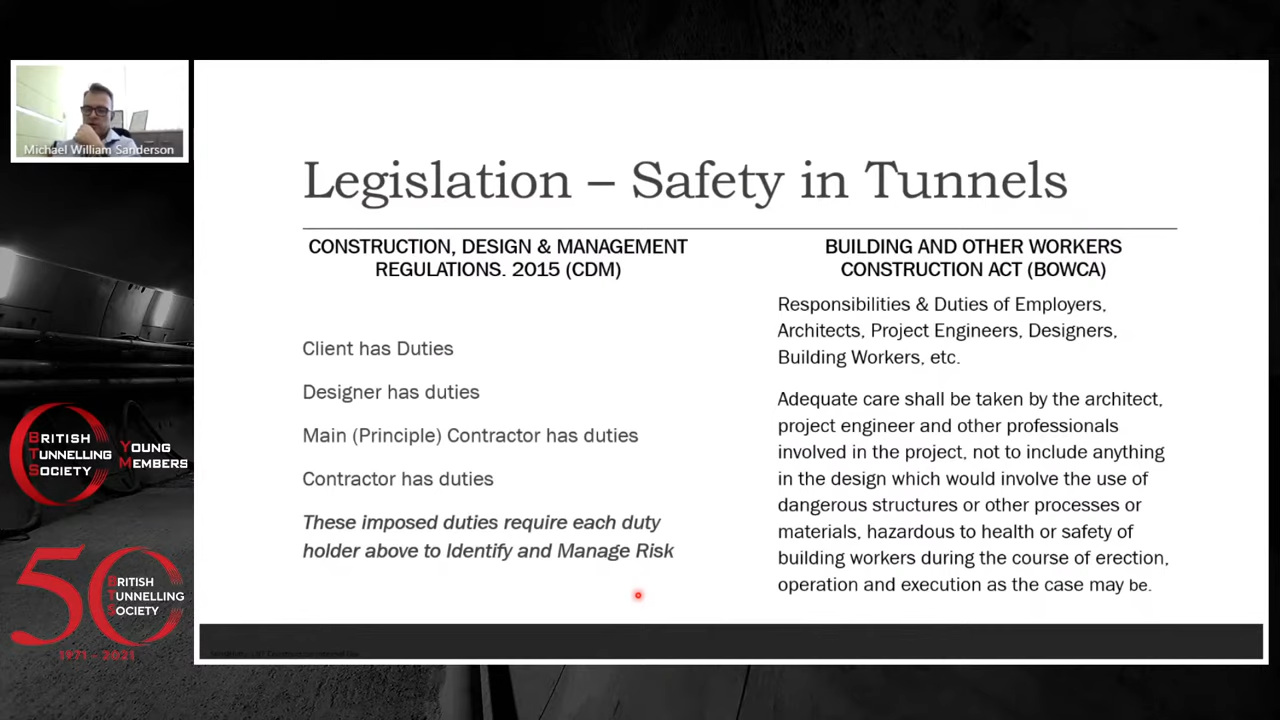 Michael William Sanderson
Legislation – Safety in Tunnels
CONSTRUCTION, DESIGN & MANAGEMENT
REGULATIONS. 2015 (CDM)
Client has Duties
Designer has duties
Main (Principle) Contractor has duties
Contractor has duties
These imposed duties require each duty
holder above to Identify and Manage Risk
BUILDING AND OTHER WORKERS
CONSTRUCTION ACT (BOWCA)
Responsibilities & Duties of Employers,
Architects, Project Engineers, Designers,
Building Workers, etc.
Adequate care shall be taken by the architect,
project engineer and other professionals
involved in the project, not to include anything
in the design which would involve the use of
dangerous structures or other processes or
materials, hazardous to health or safety of
building workers during the course of erection,
operation and execution as the case may be.
BRITISH
TUNNELLING
SOCIETY
YOUNG
MEMBERS
50
BRITISH
TUNNELLING
SOCIETY
1971 - 2021